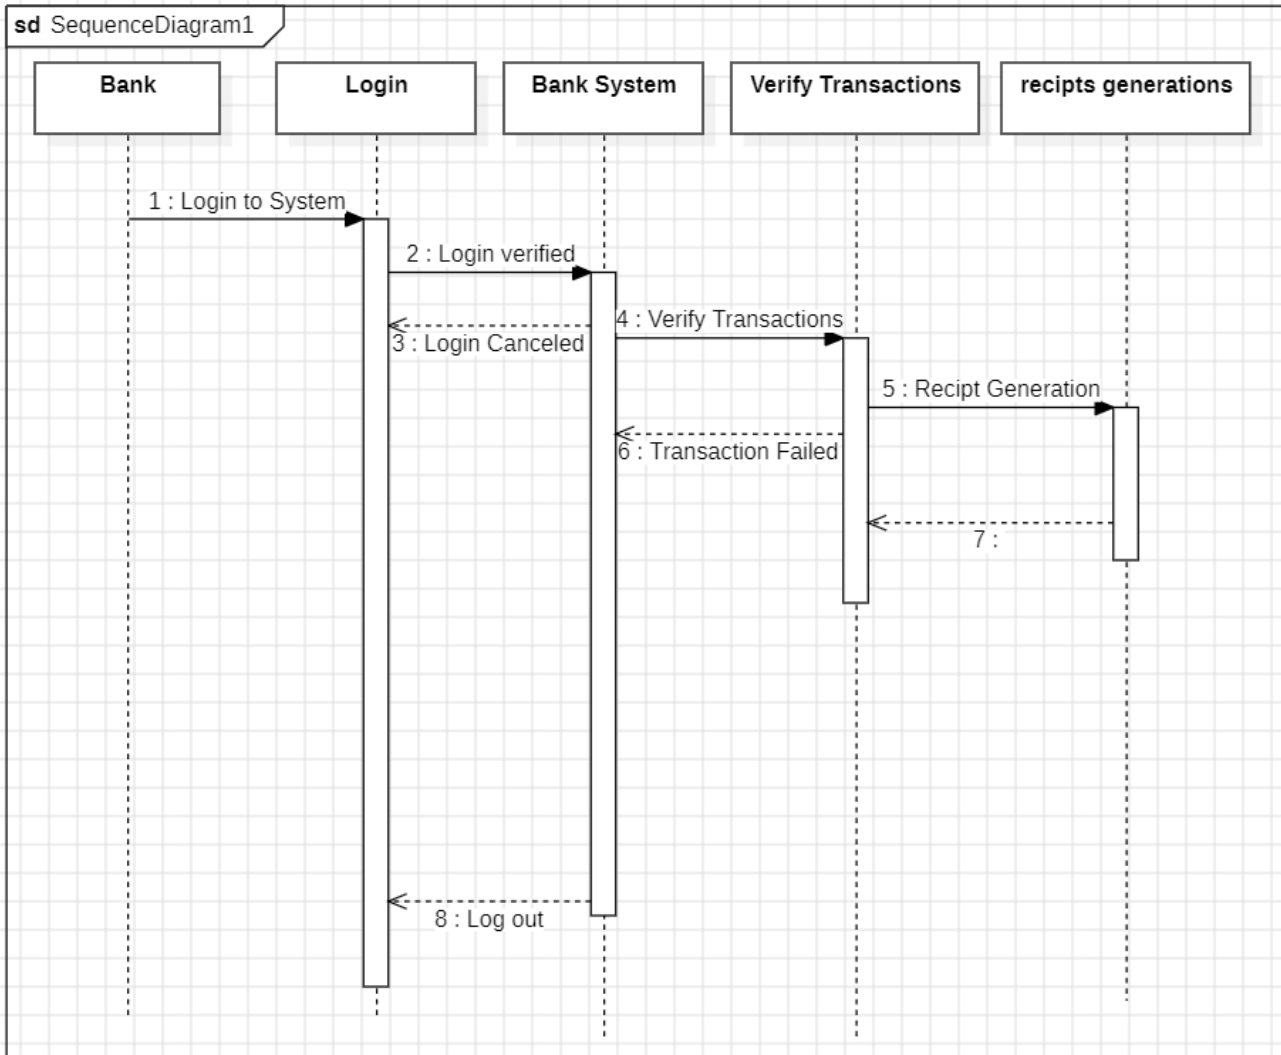 sd SequenceDiagram1
Bank
Login
Bank System
Verify Transactions
recipts generations
1 : Login to System
2 : Login verified
3 : Login Canceled
4 : Verify Transactions
5 : Recipt Generation
6 : Transaction Failed
7 :
8 : Log out